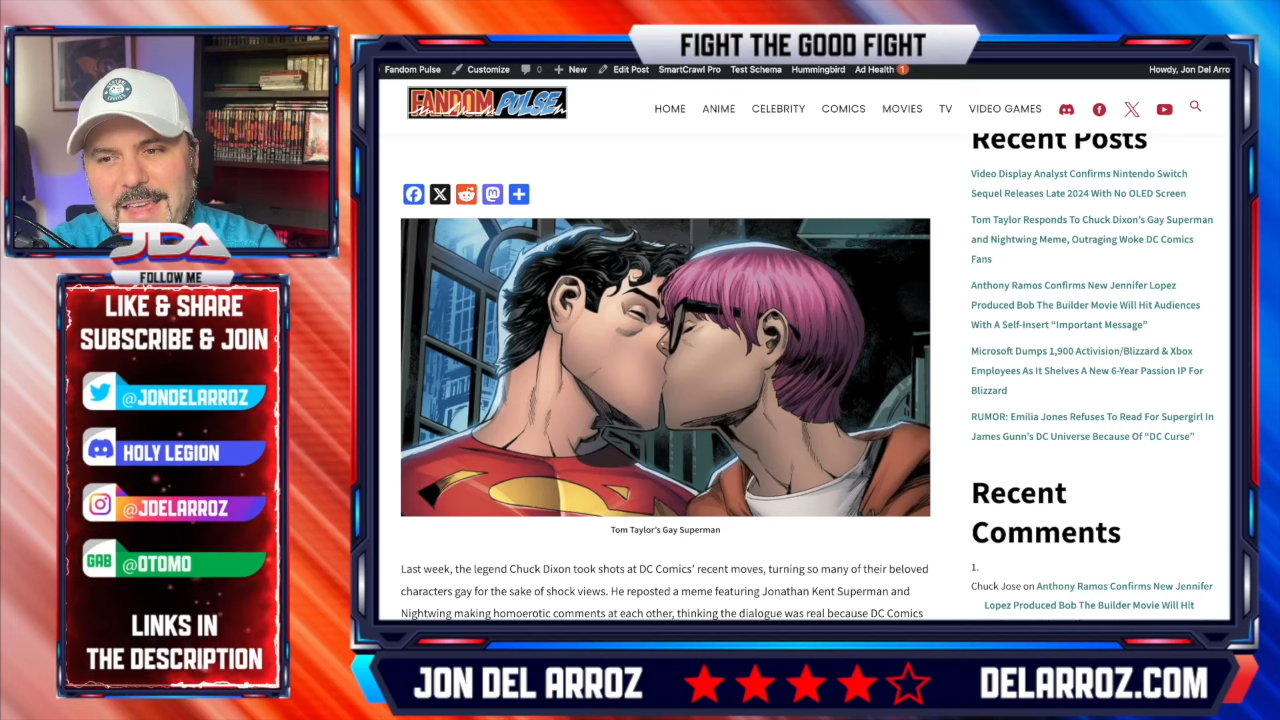 FIGHT THE GOOD FIGHT
Fandom Pulse Customize 0 New Edit Post SmartCrawl Pro Test Schema Hummingbird Ad Health 1 Howdy, Jon Del Arro
FANDOM PULSE
HOME ANIME CELEBRITY COMICS MOVIES TV VIDEO GAMES
Recent Posts
Video Display Analyst Confirms Nintendo Switch
Sequel Releases Late 2024 With No OLED Screen
Tom Taylor Responds To Chuck Dixon's Gay Superman
and Nightwing Meme, Outraging Woke DC Comics
Fans
Anthony Ramos Confirms New Jennifer Lopez
Produced Bob The Builder Movie Will Hit Audiences
With A Self-Insert “Important Message”
Microsoft Dumps 1,900 Activision/Blizzard & Xbox
Employees As It Shelves A New 6-Year Passion IP For
Blizzard
RUMOR: Emilia Jones Refuses To Read For Supergirl In
James Gunn's DC Universe Because Of “DC Curse”
Recent
Comments
1.
Chuck Jose on Anthony Ramos Confirms New Jennifer
Lopez Produced Bob The Builder Movie Will Hit
Tom Taylor's Gay Superman
Last week, the legend Chuck Dixon took shots at DC Comics' recent moves, turning so many of their beloved
characters gay for the sake of shock views. He reposted a meme featuring Jonathan Kent Superman and
Nightwing making homoerotic comments at each other, thinking the dialogue was real because DC Comics
JDA
FOLLOW ME
LIKE & SHARE
SUBSCRIBE & JOIN
@JONDELARROZ
HOLY LEGION
@JDELARROZ
GAB @OTOMO
LINKS IN
THE DESCRIPTION
JON DEL ARROZ
DELARROZ.COM